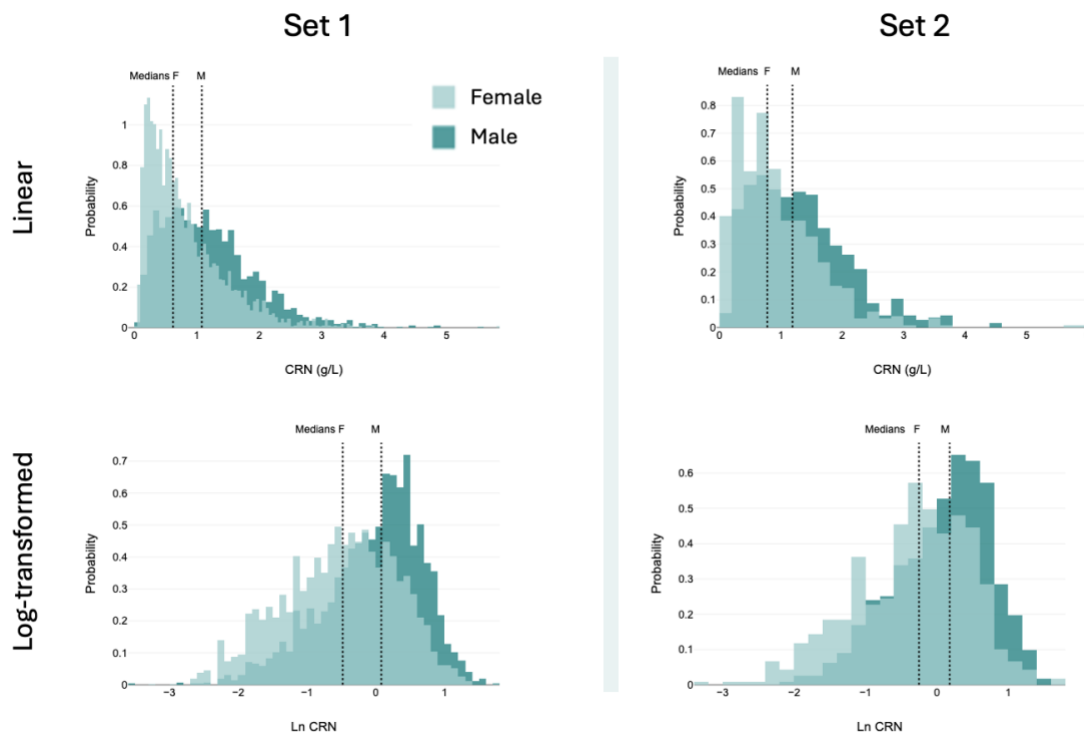 Set 1
Set 2
Linear
Log-transformed
Medians F M
Female
Male
Probability
1
0.8
0.6
0.4
0.2
0
0 1 2 3 4 5
CRN (g/L)
Medians F M
Probability
0.8
0.7
0.6
0.5
0.4
0.3
0.2
0.1
0
0 1 2 3 4 5
CRN (g/L)
Medians F M
Probability
0.7
0.6
0.5
0.4
0.3
0.2
0.1
0
−3 −2 −1 0 1
Ln CRN
Medians F M
Probability
0.6
0.5
0.4
0.3
0.2
0.1
0
−3 −2 −1 0 1
Ln CRN